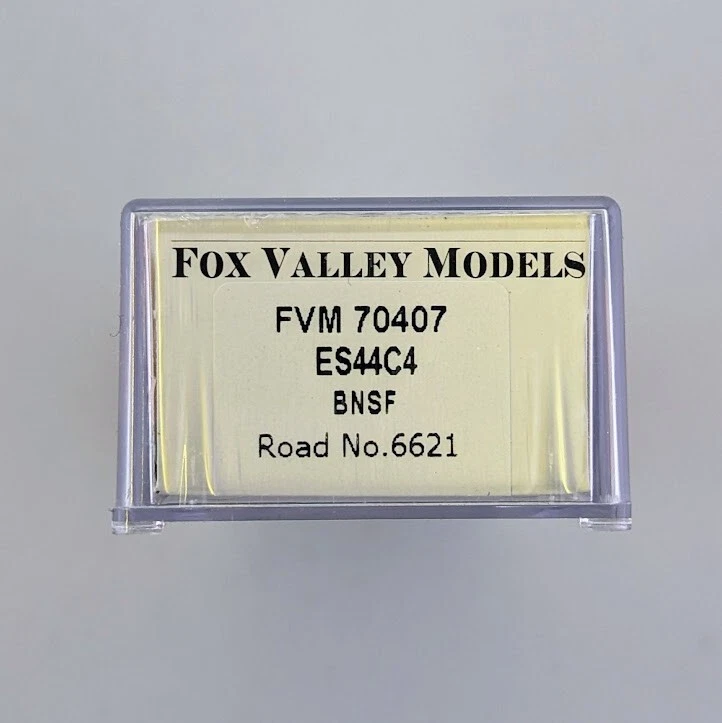 FOX VALLEY MODELS
FVM 70407
ES44C4
BNSF
Road No.6621